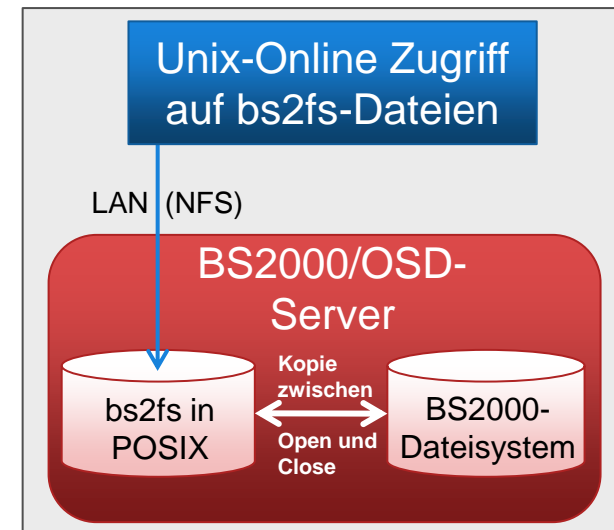 Unix-Online Zugriff
auf bs2fs-Dateien
LAN (NFS)
BS2000/OSD-
Server
Kopie
zwischen
Open und
Close
bs2fs in
POSIX
BS2000-
Dateisystem